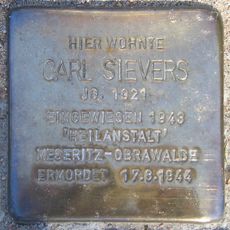 HIER WOHNTE
CARL SIEVERS
JG. 1921
EINGEWIESEN 1943
'HEILANSTALT'
MESERITZ-OBRAWALDE
ERMORDET 17.8.1944